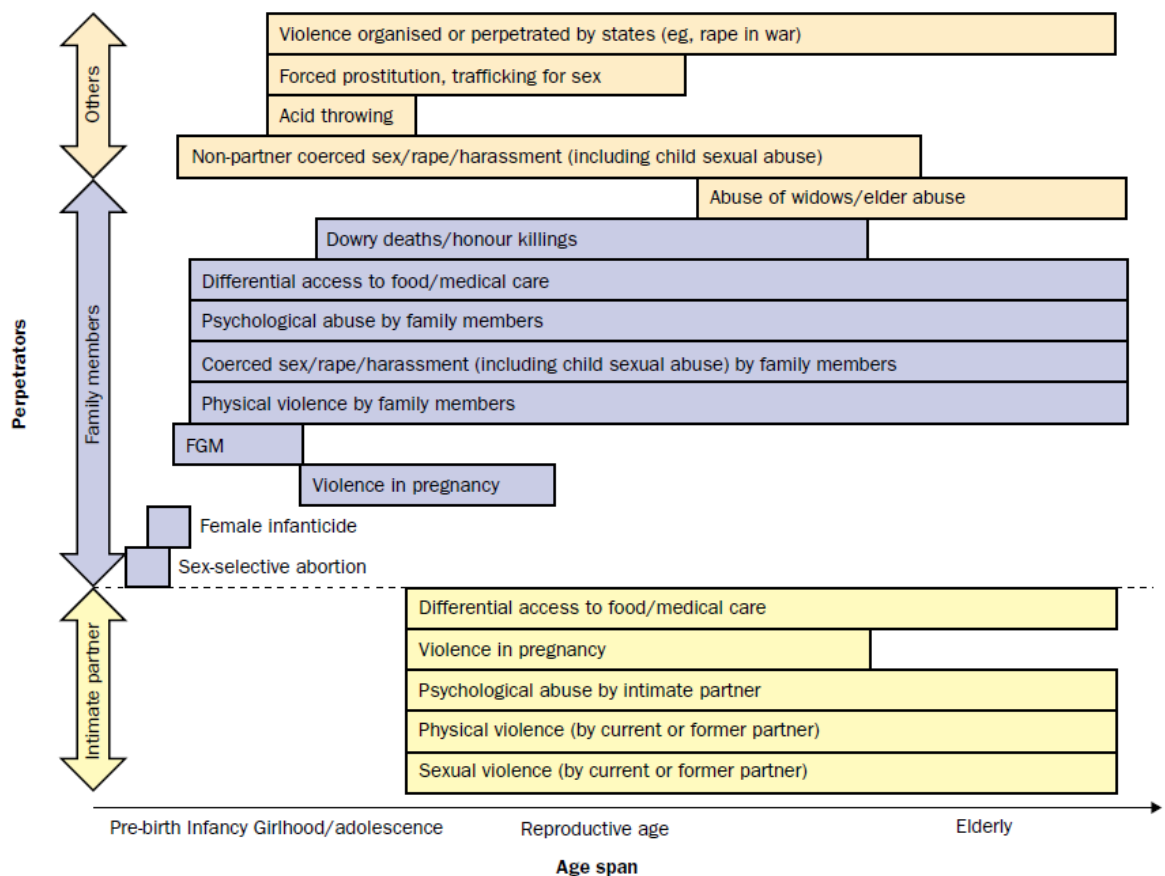 Violence organised or perpetrated by states (eg, rape in war)
Forced prostitution, trafficking for sex
Acid throwing
Non-partner coerced sex/rape/harassment (including child sexual abuse)
Others
Abuse of widows/elder abuse
Dowry deaths/honour killings
Differential access to food/medical care
Psychological abuse by family members
Coerced sex/rape/harassment (including child sexual abuse) by family members
Physical violence by family members
FGM
Violence in pregnancy
Female infanticide
Sex-selective abortion
Family members
Perpetrators
Differential access to food/medical care
Violence in pregnancy
Psychological abuse by intimate partner
Physical violence (by current or former partner)
Sexual violence (by current or former partner)
Intimate partner
Pre-birth Infancy Girlhood/adolescence Reproductive age Elderly
Age span